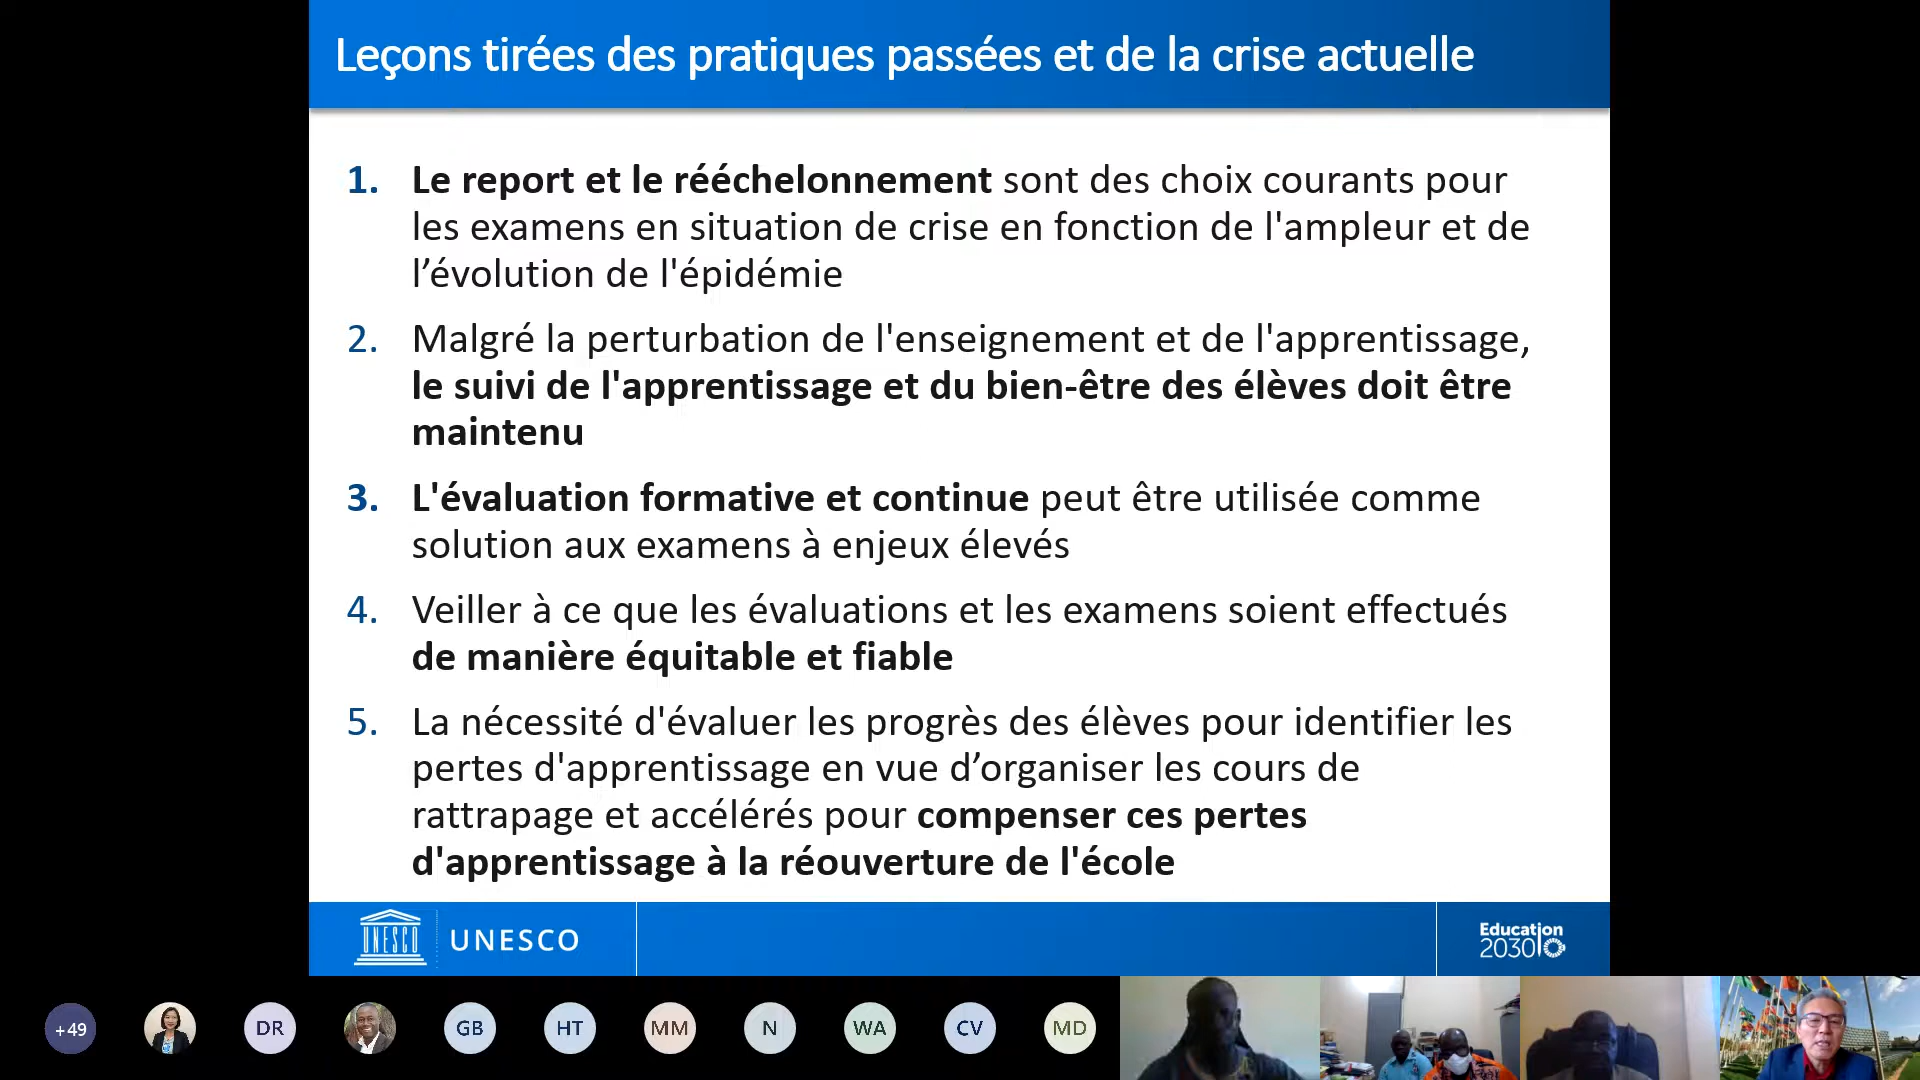 Leçons tirées des pratiques passées et de la crise actuelle
1. Le report et le rééchelonnement sont des choix courants pour
les examens en situation de crise en fonction de l'ampleur et de
l’évolution de l'épidémie
2. Malgré la perturbation de l'enseignement et de l'apprentissage,
le suivi de l'apprentissage et du bien-être des élèves doit être
maintenu
3. L'évaluation formative et continue peut être utilisée comme
solution aux examens à enjeux élevés
4. Veiller à ce que les évaluations et les examens soient effectués
de manière équitable et fiable
5. La nécessité d'évaluer les progrès des élèves pour identifier les
pertes d'apprentissage en vue d’organiser les cours de
rattrapage et accélérés pour compenser ces pertes
d'apprentissage à la réouverture de l'école
UNESCO
UNESCO
Education
2030
+49
DR
GB
HT
MM
N
WA
CV
MD